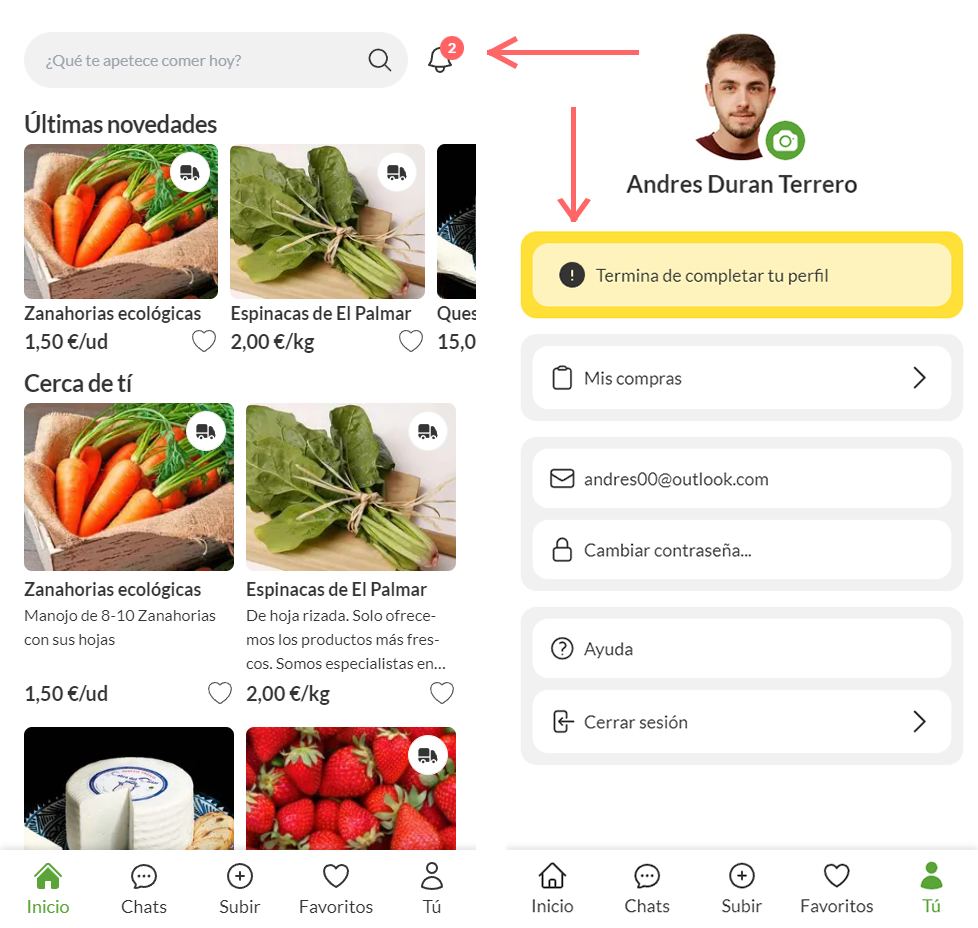 ¿Qué te apetece comer hoy?
2
Últimas novedades
Zanahorias ecológicas
1,50 €/ud
Espinacas de El Palmar
2,00 €/kg
Ques
15,0
Cerca de tí
Zanahorias ecológicas
Manojo de 8-10 Zanahorias
con sus hojas
1,50 €/ud
Espinacas de El Palmar
De hoja rizada. Solo ofrece-
mos los productos más fres-
cos. Somos especialistas en...
2,00 €/kg
Inicio
Chats
Subir
Favoritos
Tú
Andres Duran Terrero
Termina de completar tu perfil
Mis compras
andres00@outlook.com
Cambiar contraseña...
Ayuda
Cerrar sesión
Inicio
Chats
Subir
Favoritos
Tú